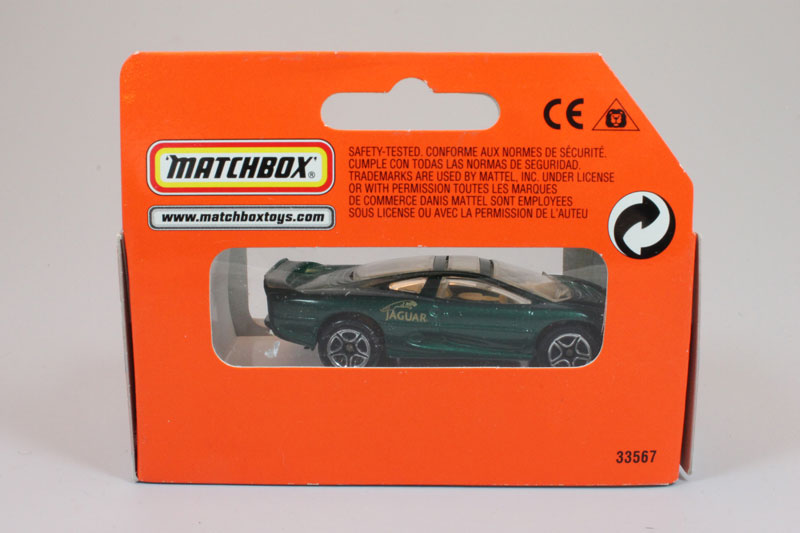 CE
'MATCHBOX'®
www.matchboxtoys.com
SAFETY-TESTED. CONFORME AUX NORMES DE SÉCURITÉ.
CUMPLE CON TODAS LAS NORMAS DE SEGURIDAD.
TRADEMARKS ARE USED BY MATTEL, INC. UNDER LICENSE
OR WITH PERMISSION TOUTES LES MARQUES
DE COMMERCE DANIS MATTEL SONT EMPLOYEES
SOUS LICENSE OU AVEC LA PERMISSION DE L'AUTEU
JAGUAR
33567